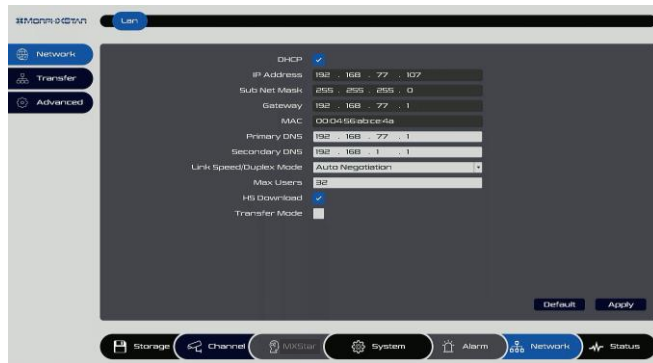 Lan
Network
Transfer
Advanced
DHCP
IP Address 192 . 168 . 77 . 107
Sub Net Mask 255 . 255 . 255 . 0
Gateway 192 . 168 . 77 . 1
MAC 00:04:56:ab:ce:4a
Primary DNS 192 . 168 . 77 . 1
Secondary DNS 192 . 168 . 1 . 1
Link Speed/Duplex Mode Auto Negotiation
Max Users 32
HS Download
Transfer Mode
Default Apply
Storage Channel MXStar System Alarm Network Status